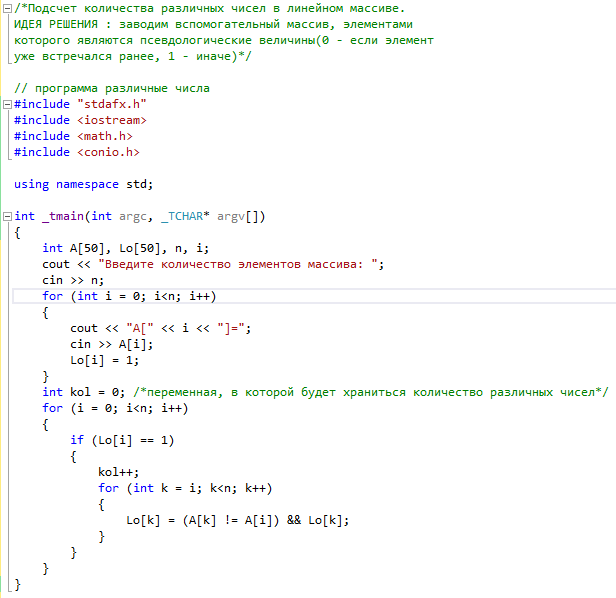 /*Подсчет количества различных чисел в линейном массиве.
ИДЕЯ РЕШЕНИЯ : заводим вспомогательный массив, элементами
которого являются псевдологические величины(0 - если элемент
уже встречался ранее, 1 - иначе)*/

// программа различные числа
#include "stdafx.h"
#include <iostream>
#include <math.h>
#include <conio.h>

using namespace std;

int _tmain(int argc, _TCHAR* argv[])
{
    int A[50], Lo[50], n, i;
    cout << "Введите количество элементов массива: ";
    cin >> n;
    for (int i = 0; i<n; i++)
    {
        cout << "A[" << i << "]=";
        cin >> A[i];
        Lo[i] = 1;
    }
    int kol = 0; /*переменная, в которой будет храниться количество различных чисел*/
    for (i = 0; i<n; i++)
    {
        if (Lo[i] == 1)
        {
            kol++;
            for (int k = i; k<n; k++)
            {
                Lo[k] = (A[k] != A[i]) && Lo[k];
            }
        }
    }
}